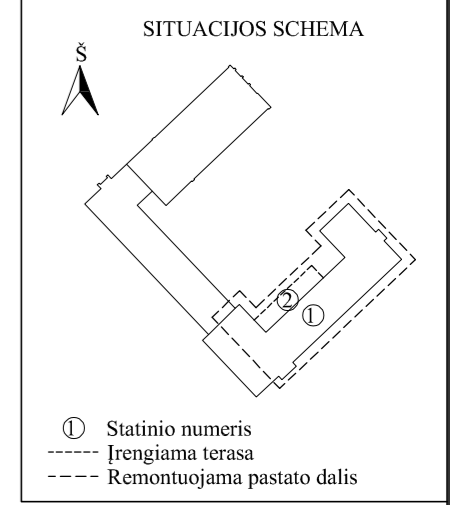 SITUACIJOS SCHEMA
Š
2
1
1 Statinio numeris
Įrengiama terasa
Remontuojama pastato dalis